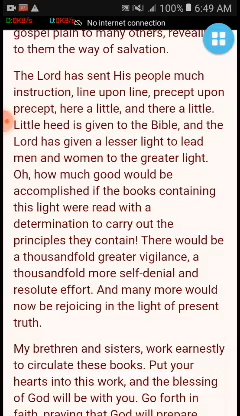 100% 6:49 AM
0:0KB/s U:0KB/s No internet connection
gospel plain to many others, reveali
to them the way of salvation.
The Lord has sent His people much
instruction, line upon line, precept upon
precept, here a little, and there a little.
Little heed is given to the Bible, and the
Lord has given a lesser light to lead
men and women to the greater light.
Oh, how much good would be
accomplished if the books containing
this light were read with a
determination to carry out the
principles they contain! There would be
a thousandfold greater vigilance, a
thousandfold more self-denial and
resolute effort. And many more would
now be rejoicing in the light of present
truth.
My brethren and sisters, work earnestly
to circulate these books. Put your
hearts into this work, and the blessing
of God will be with you. Go forth in
faith, praying that God will prepare